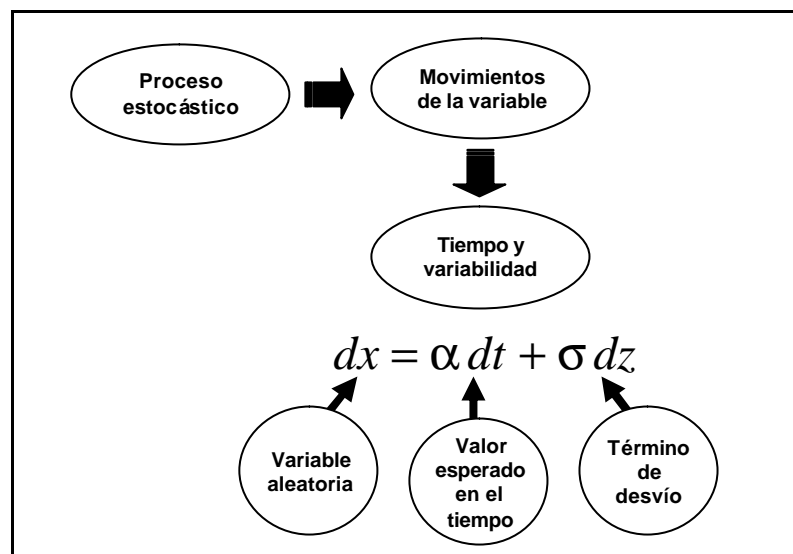 Proceso
estocástico
Movimientos
de la variable
Tiempo y
variabilidad
dx = α dt + σ dz
Variable
aleatoria
Valor
esperado
en el
tiempo
Término
de
desvío